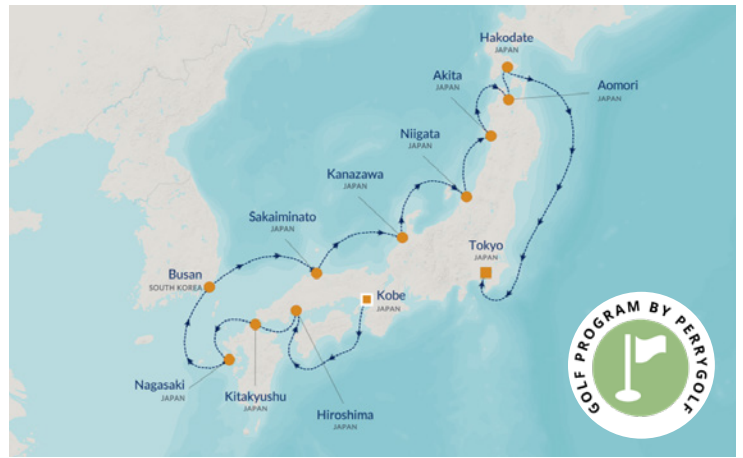 Hakodate
JAPAN
Akita
JAPAN
Aomori
JAPAN
Niigata
JAPAN
Kanazawa
JAPAN
Sakaiminato
JAPAN
Tokyo
JAPAN
Busan
SOUTH KOREA
Kobe
JAPAN
Nagasaki
JAPAN
Kitakyushu
JAPAN
Hiroshima
JAPAN
GOLF PROGRAM BY PERRYGOLF